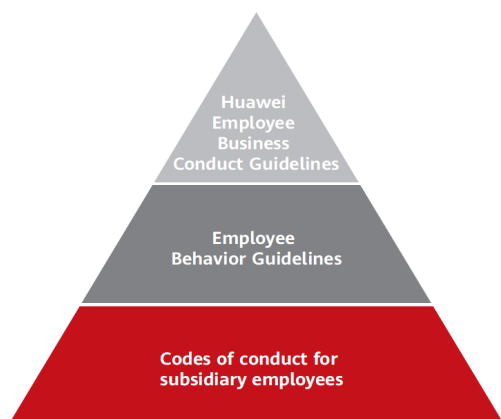 Huawei
Employee
Business
Conduct Guidelines
Employee
Behavior Guidelines
Codes of conduct for
subsidiary employees